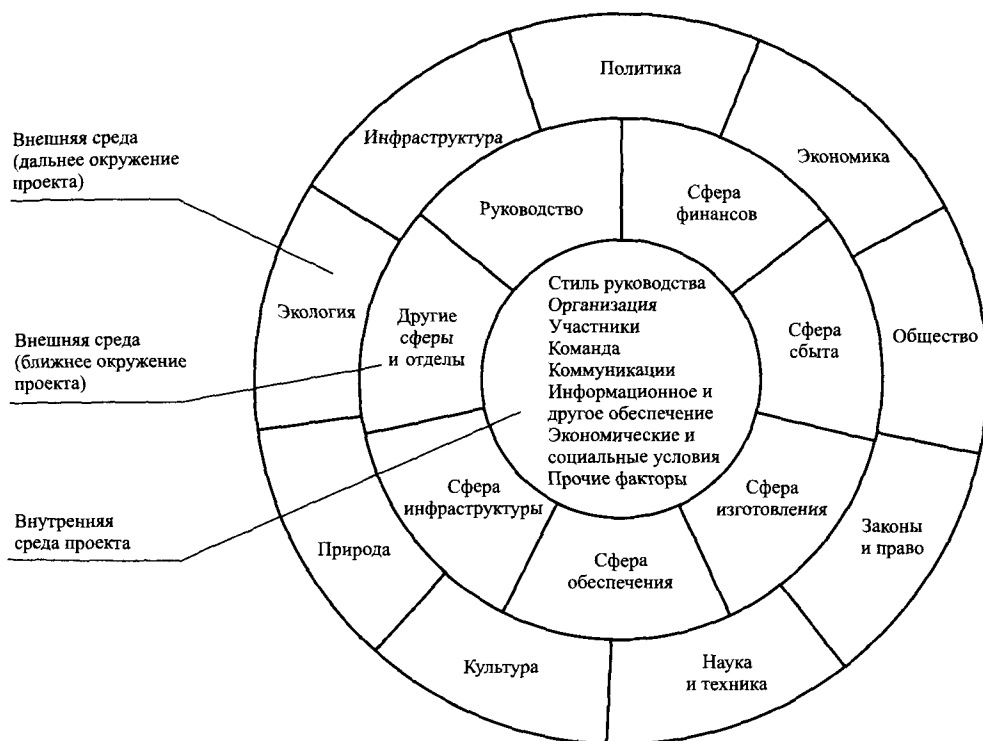 Политика
Внешняя среда
(дальнее окружение
проекта)
Инфраструктура
Экономика
Руководство
Сфера
финансов
Экология
Другие
сферы
и отделы
Стиль руководства
Организация
Участники
Команда
Коммуникации
Информационное и
другое обеспечение
Экономические и
социальные условия
Прочие факторы
Сфера
сбыта
Общество
Внешняя среда
(ближнее окружение
проекта)
Внутренняя
среда проекта
Сфера
инфраструктуры
Сфера
изготовления
Природа
Законы
и право
Сфера
обеспечения
Культура
Наука
и техника